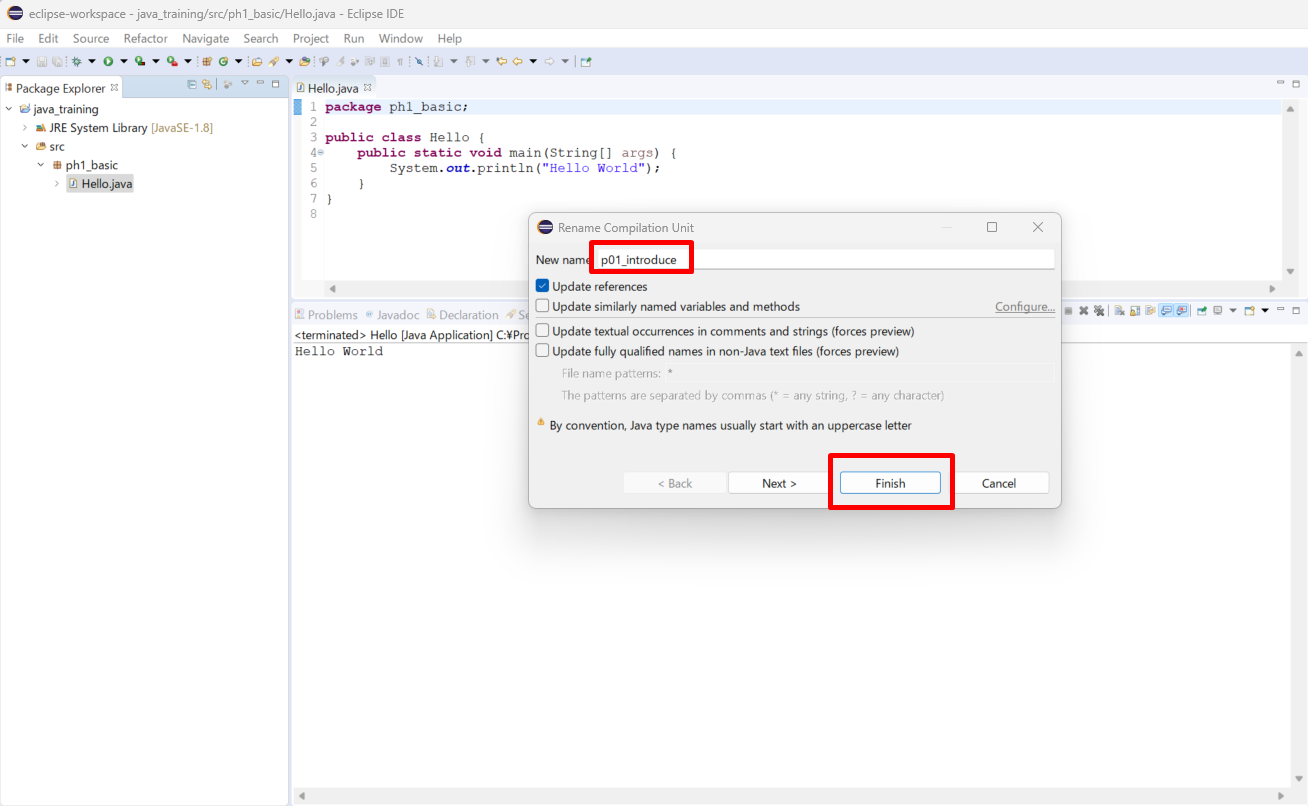 eclipse-workspace - java_training/src/ph1_basic/Hello.java - Eclipse IDE
File Edit Source Refactor Navigate Search Project Run Window Help
Package Explorer
java_training
JRE System Library [JavaSE-1.8]
src
ph1_basic
Hello.java
Hello.java
1 package ph1_basic;
2
3 public class Hello {
4 public static void main(String[] args) {
5 System.out.println("Hello World");
6 }
7 }
8
Problems Javadoc Declaration Se
<terminated> Hello [Java Application] C:¥Pro
Hello World
Rename Compilation Unit
New name p01_introduce
Update references
Update similarly named variables and methods Configure...
Update textual occurrences in comments and strings (forces preview)
Update fully qualified names in non-Java text files (forces preview)
File name patterns: *
The patterns are separated by commas (* = any string, ? = any character)
By convention, Java type names usually start with an uppercase letter
< Back Next > Finish Cancel